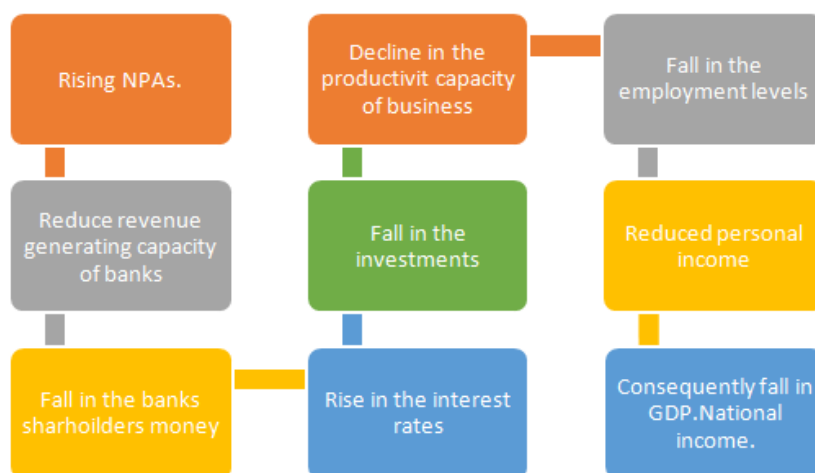 Rising NPAs.
Reduce revenue
generating capacity
of banks
Fall in the banks
sharhoilders money
Rise in the interest
rates
Fall in the
investments
Decline in the
productivit capacity
of business
Fall in the
employment levels
Reduced personal
income
Consequently fall in
GDP.National
income.